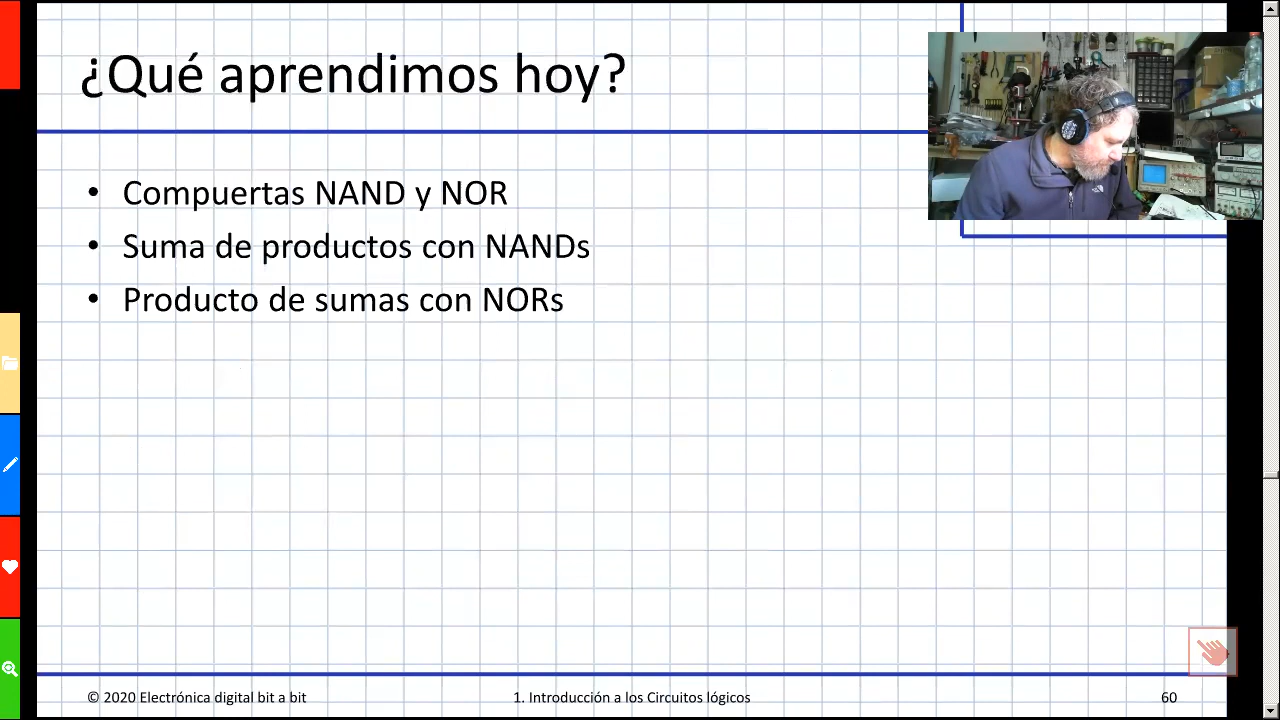 ¿Qué aprendimos hoy?
• Compuertas NAND y NOR
• Suma de productos con NANDs
• Producto de sumas con NORs
© 2020 Electrónica digital bit a bit
1. Introducción a los Circuitos lógicos
60